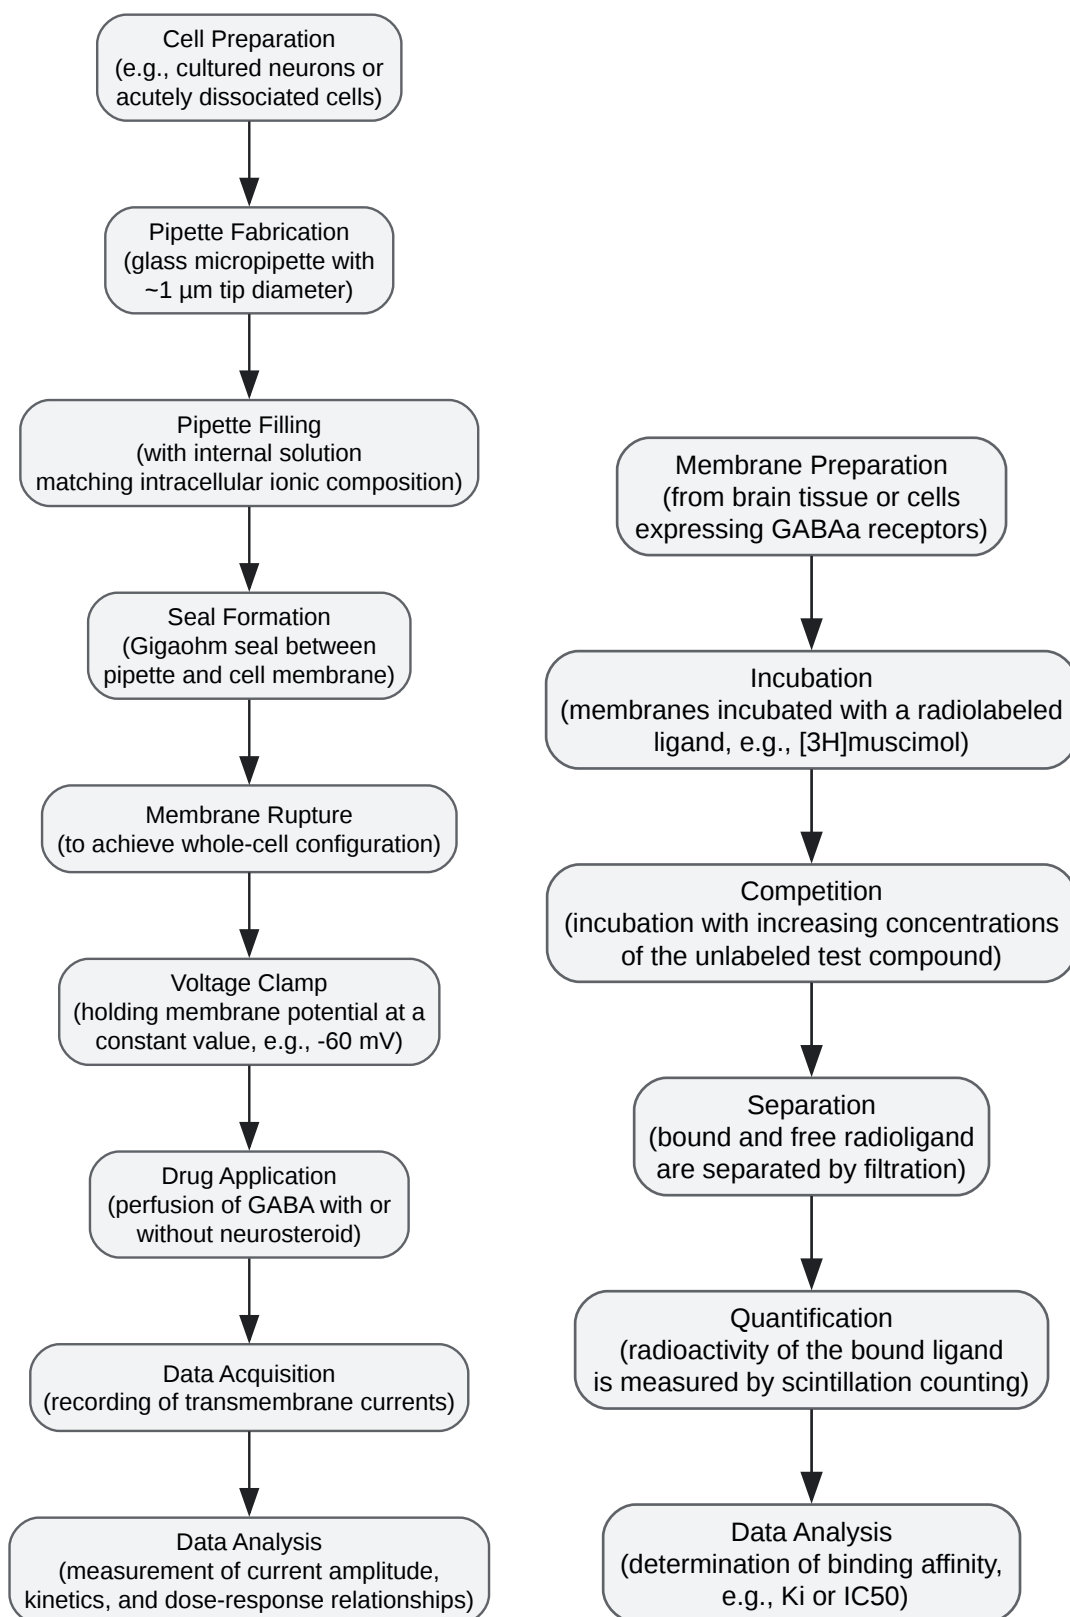 Cell Preparation
(e.g., cultured neurons or
acutely dissociated cells)
Pipette Fabrication
(glass micropipette with
~1 µm tip diameter)
Pipette Filling
(with internal solution
matching intracellular ionic composition)
Seal Formation
(Gigaohm seal between
pipette and cell membrane)
Membrane Rupture
(to achieve whole-cell configuration)
Voltage Clamp
(holding membrane potential at a
constant value, e.g., -60 mV)
Drug Application
(perfusion of GABA with or
without neurosteroid)
Data Acquisition
(recording of transmembrane currents)
Data Analysis
(measurement of current amplitude,
kinetics, and dose-response relationships)
Membrane Preparation
(from brain tissue or cells
expressing GABAa receptors)
Incubation
(membranes incubated with a radiolabeled
ligand, e.g., [3H]muscimol)
Competition
(incubation with increasing concentrations
of the unlabeled test compound)
Separation
(bound and free radioligand
are separated by filtration)
Quantification
(radioactivity of the bound ligand
is measured by scintillation counting)
Data Analysis
(determination of binding affinity,
e.g., Ki or IC50)